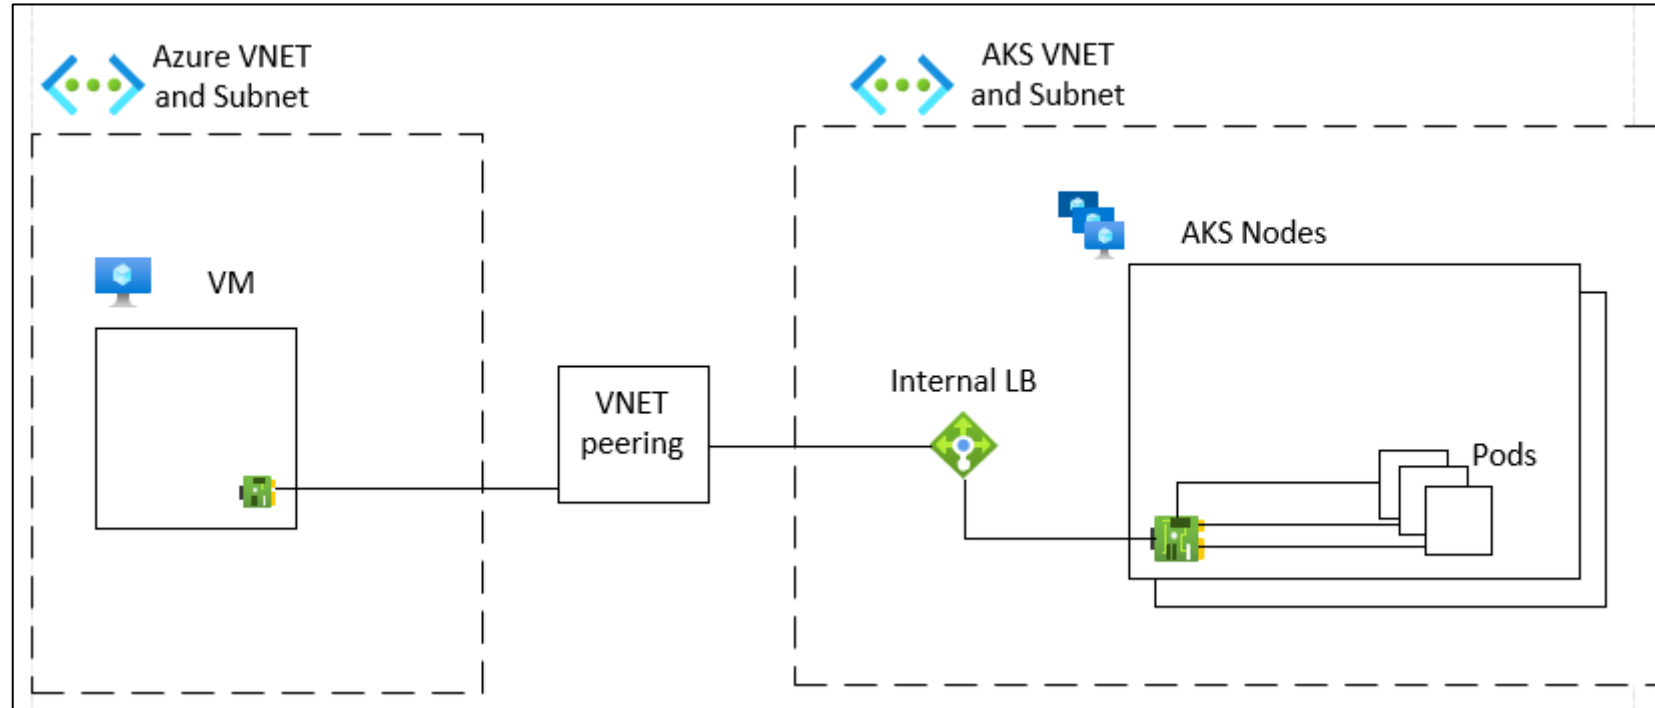 Azure VNET
and Subnet
AKS VNET
and Subnet
VM
AKS Nodes
VNET
peering
Internal LB
Pods